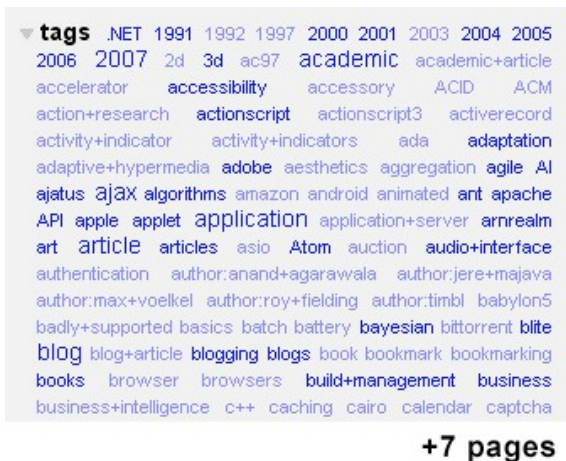 tags .NET 1991 1992 1997 2000 2001 2003 2004 2005
2006 2007 2d 3d ac97 academic academic+article
accelerator accessibility accessory ACID ACM
action+research actionscript actionscript3 activerecord
activity+indicator activity+indicators ada adaptation
adaptive+hypermedia adobe aesthetics aggregation agile AI
ajatus ajax algorithms amazon android animated ant apache
API apple applet application application+server arnrealm
art article articles asio Atom auction audio+interface
authentication author:anand+agarawala author:jere+majava
author:max+voelkel author:roy+fielding author:timbl babylon5
badly+supported basics batch battery bayesian bittorrent blite
blog blog+article blogging blogs book bookmark bookmarking
books browser browsers build+management business
business+intelligence c++ caching cairo calendar captcha
+7 pages